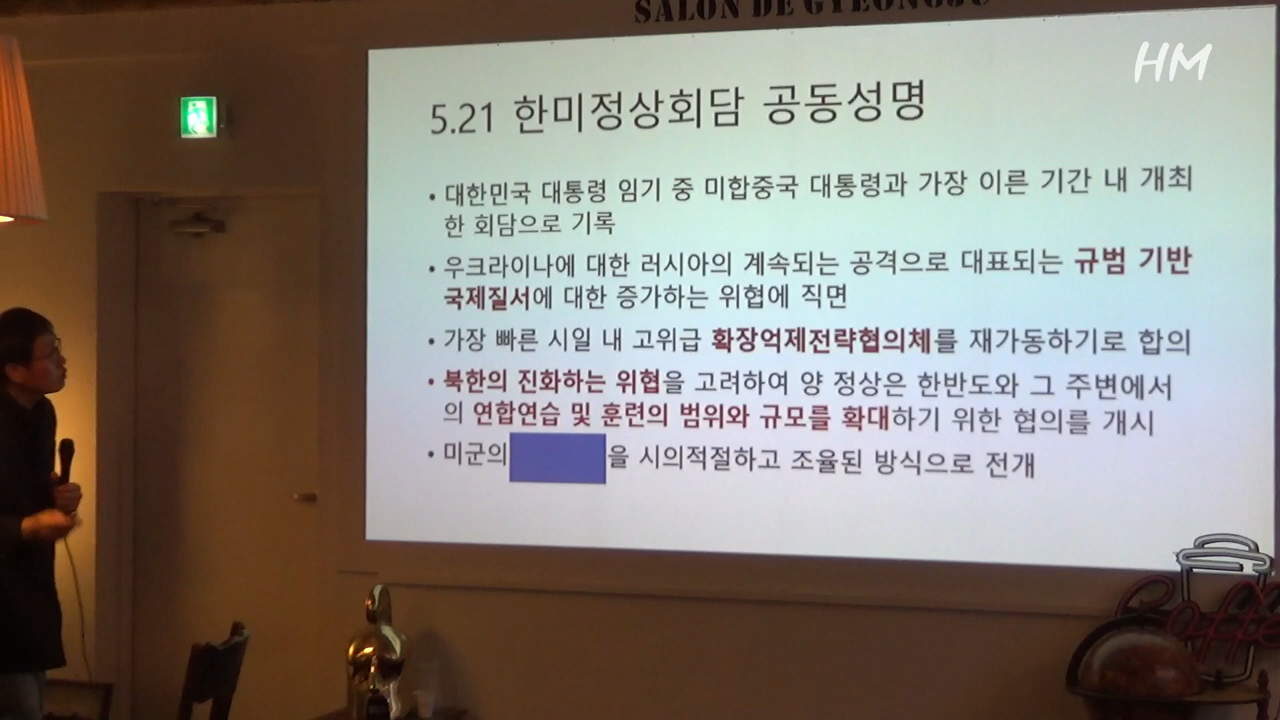 SALON DE GYEONGJU
HM
5.21 한미정상회담 공동성명
• 대한민국 대통령 임기 중 미합중국 대통령과 가장 이른 기간 내 개최
한 회담으로 기록
• 우크라이나에 대한 러시아의 계속되는 공격으로 대표되는 규범 기반
국제질서에 대한 증가하는 위협에 직면
• 가장 빠른 시일 내 고위급 확장억제전략협의체를 재가동하기로 합의
• 북한의 진화하는 위협을 고려하여 양 정상은 한반도와 그 주변에서
의 연합연습 및 훈련의 범위와 규모를 확대하기 위한 협의를 개시
• 미군의 을 시의적절하고 조율된 방식으로 전개
Coffee